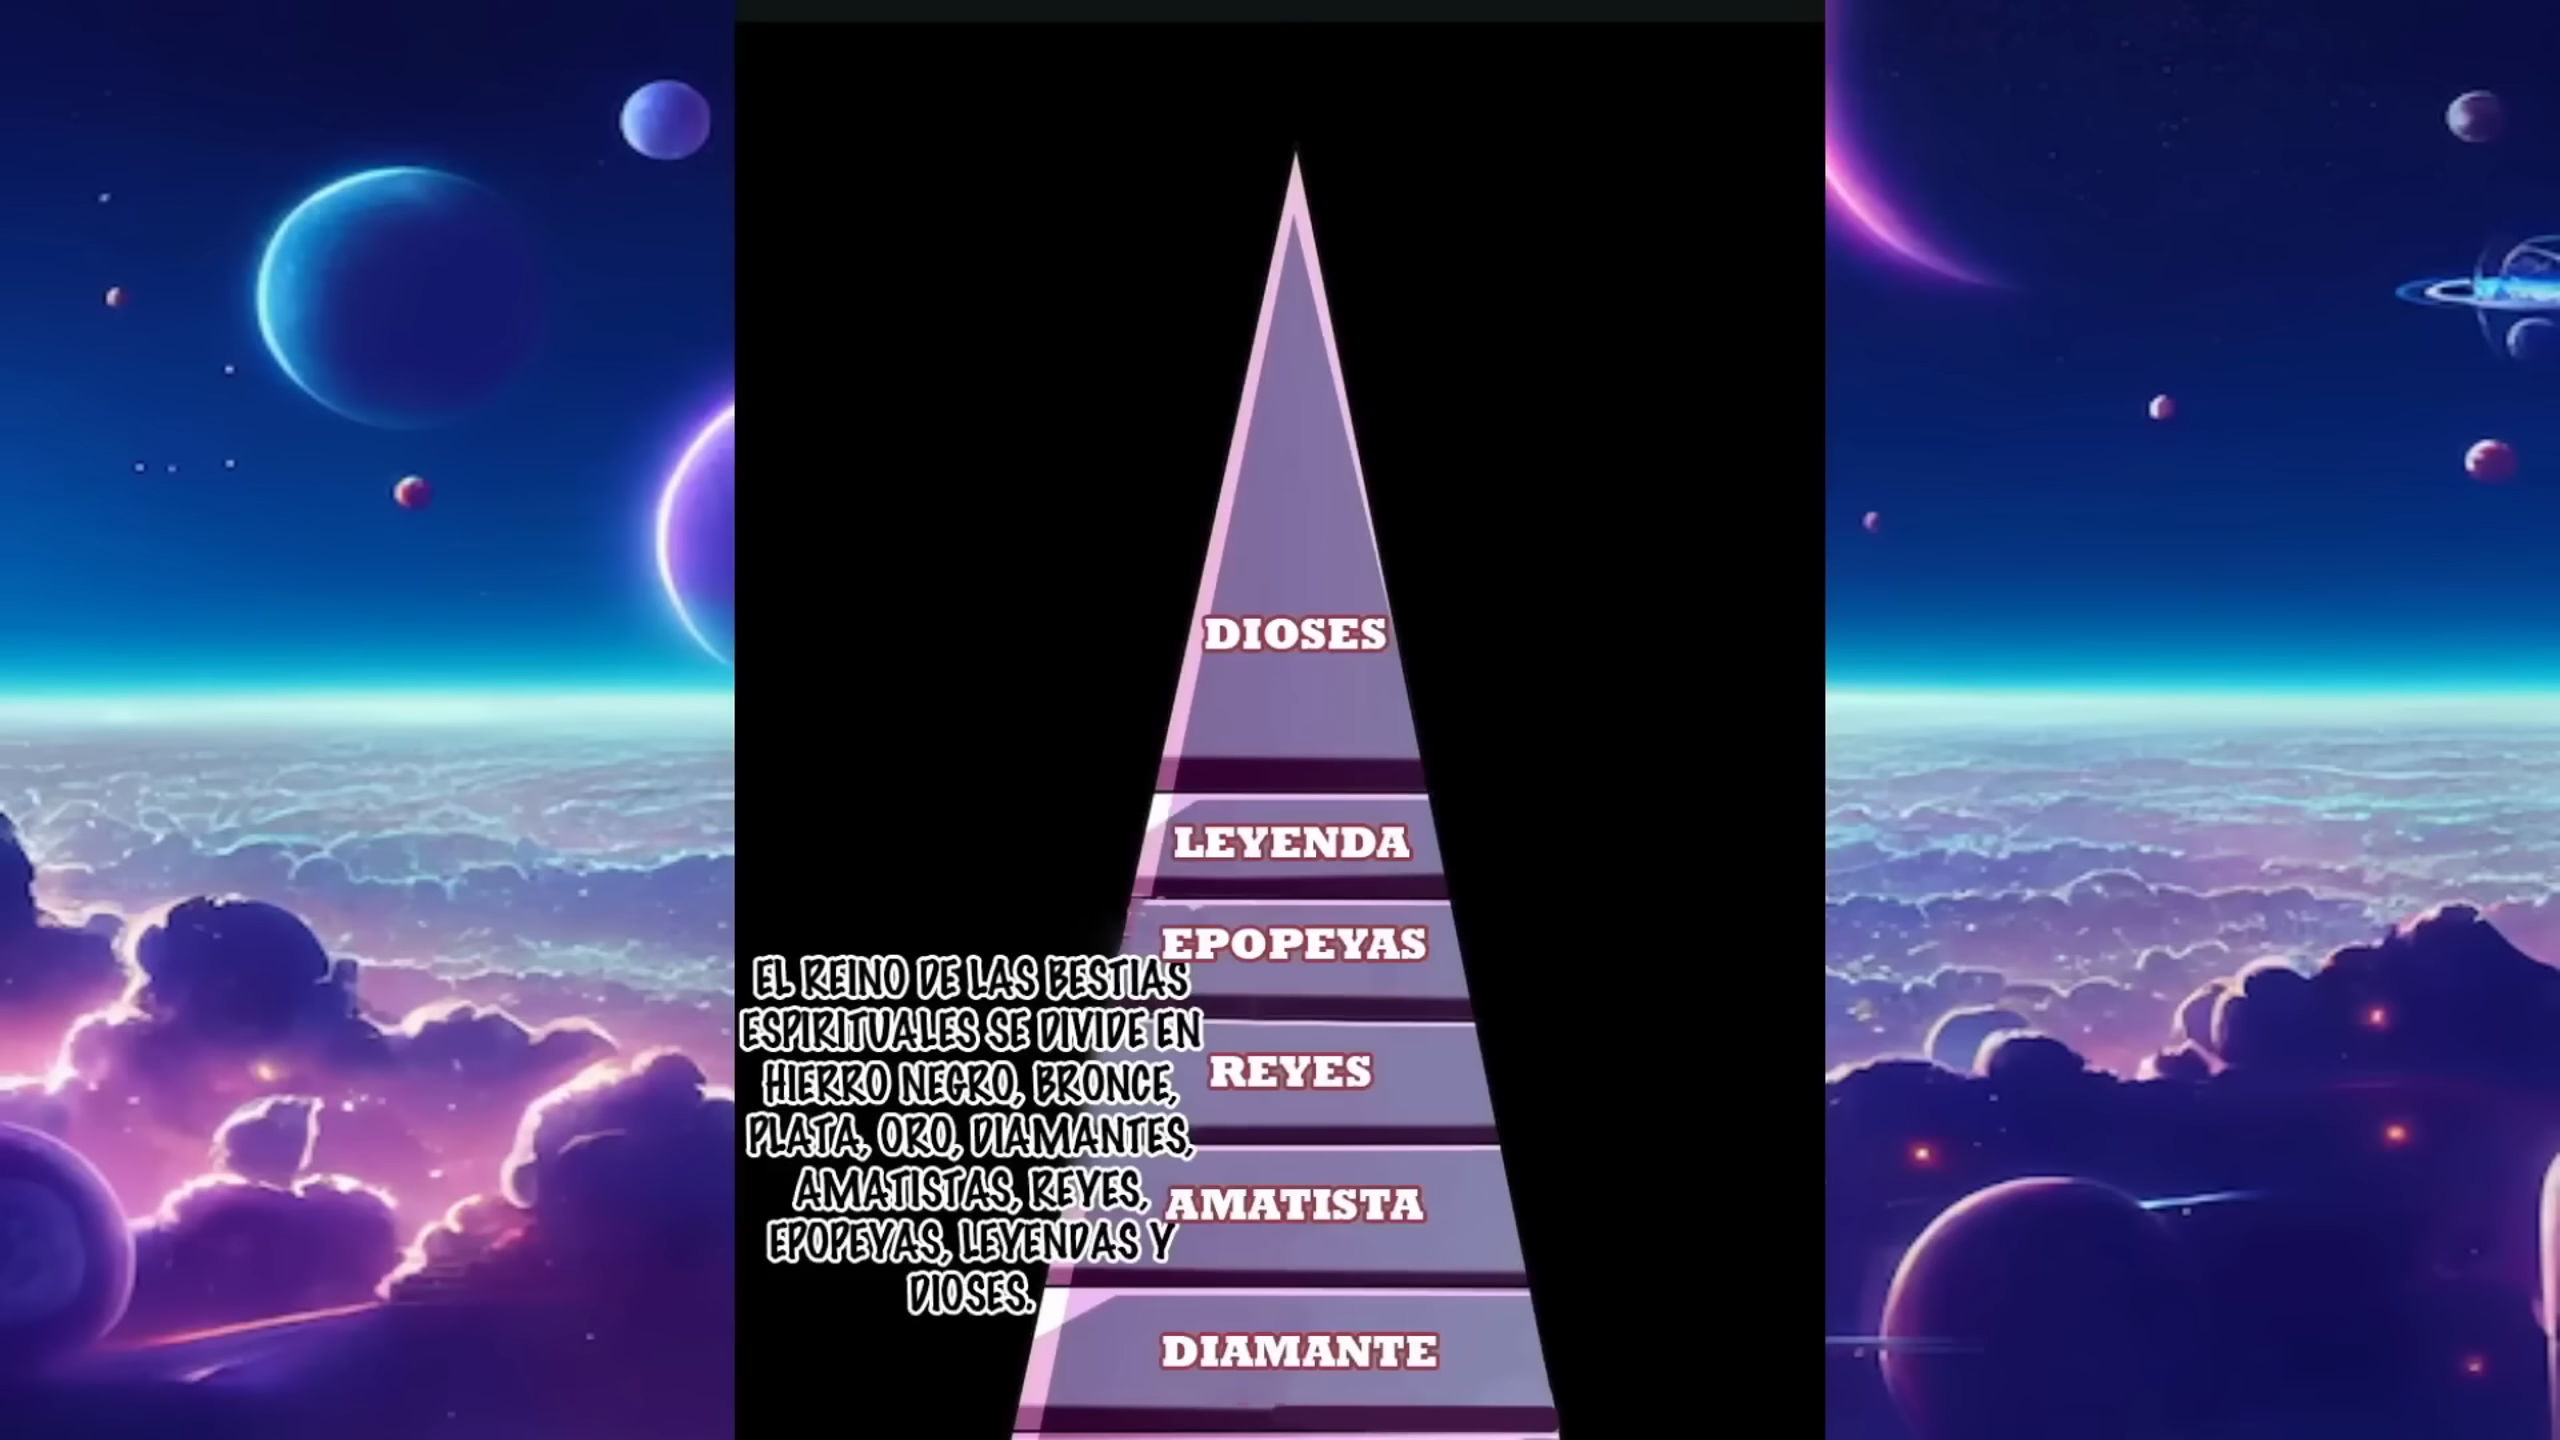 DIOSES
LEYENDA
EPOPEYAS
REYES
AMATISTA
DIAMANTE
EL REINO DE LAS BESTIAS
ESPIRITUALES SE DIVIDE EN
HIERRO NEGRO, BRONCE,
PLATA, ORO, DIAMANTES,
AMATISTAS, REYES,
EPOPEYAS, LEYENDAS Y
DIOSES.